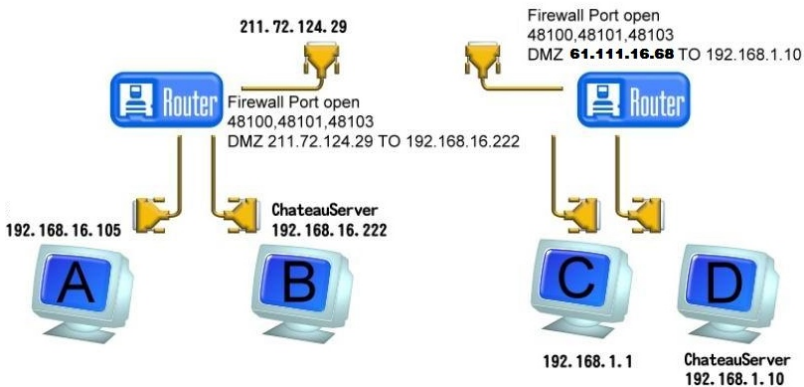 211.72.124.29
Router
Firewall Port open
48100,48101,48103
DMZ 211.72.124.29 TO 192.168.16.222
192.168.16.105
ChateauServer
192.168.16.222
A
B
Firewall Port open
48100,48101,48103
DMZ 61.111.16.68 TO 192.168.1.10
Router
C
D
192.168.1.1
ChateauServer
192.168.1.10